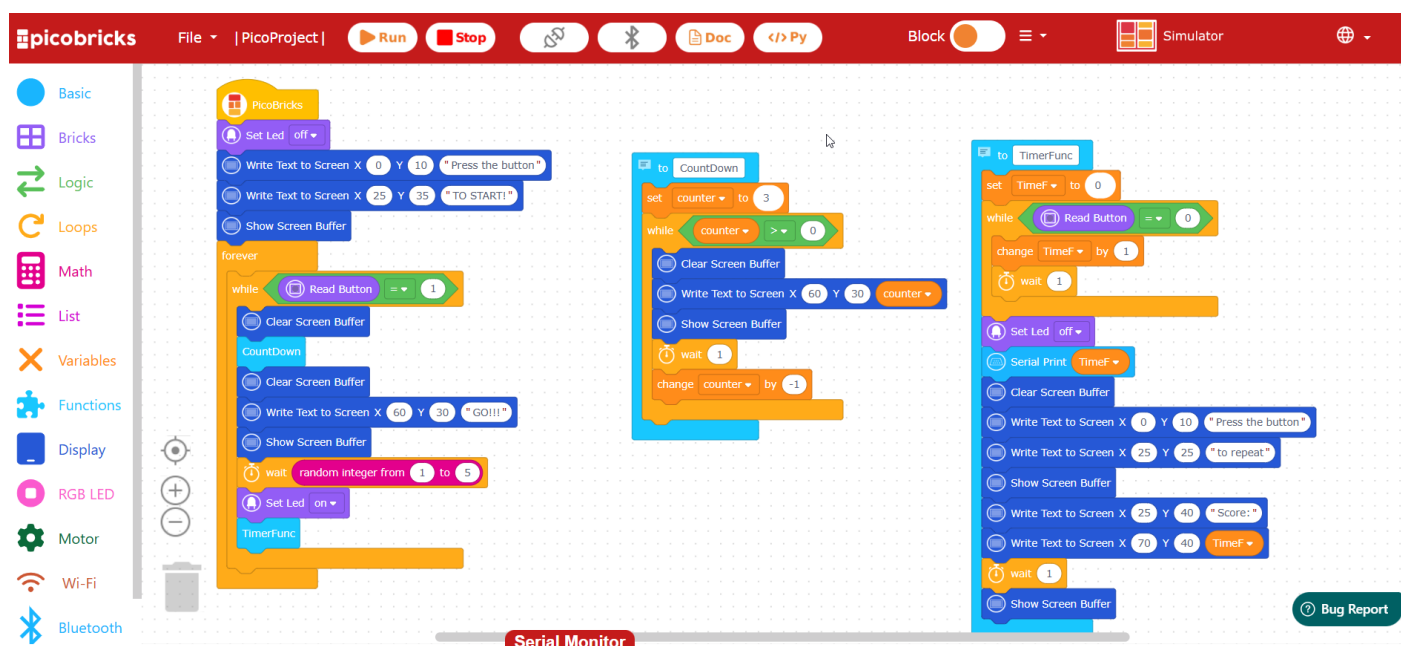 picobricks File |PicoProject| Run Stop Doc </> Py Block Simulator
Basic
Bricks
Logic
Loops
Math
List
Variables
Functions
Display
RGB LED
Motor
Wi-Fi
Bluetooth
PicoBricks
Set Led off
Write Text to Screen X 0 Y 10 "Press the button"
Write Text to Screen X 25 Y 35 "TO START!"
Show Screen Buffer
forever
while Read Button = 1
Clear Screen Buffer
CountDown
Clear Screen Buffer
Write Text to Screen X 60 Y 30 "GO!!!"
Show Screen Buffer
wait random integer from 1 to 5
Set Led on
TimerFunc
to CountDown
set counter to 3
while counter > 0
Clear Screen Buffer
Write Text to Screen X 60 Y 30 counter
Show Screen Buffer
wait 1
change counter by -1
to TimerFunc
set TimeF to 0
while Read Button = 0
change TimeF by 1
wait 1
Set Led off
Serial Print TimeF
Clear Screen Buffer
Write Text to Screen X 0 Y 10 "Press the button"
Write Text to Screen X 25 Y 25 "to repeat"
Show Screen Buffer
Write Text to Screen X 25 Y 40 "Score:"
Write Text to Screen X 70 Y 40 TimeF
wait 1
Show Screen Buffer
Bug Report
Serial Monitor